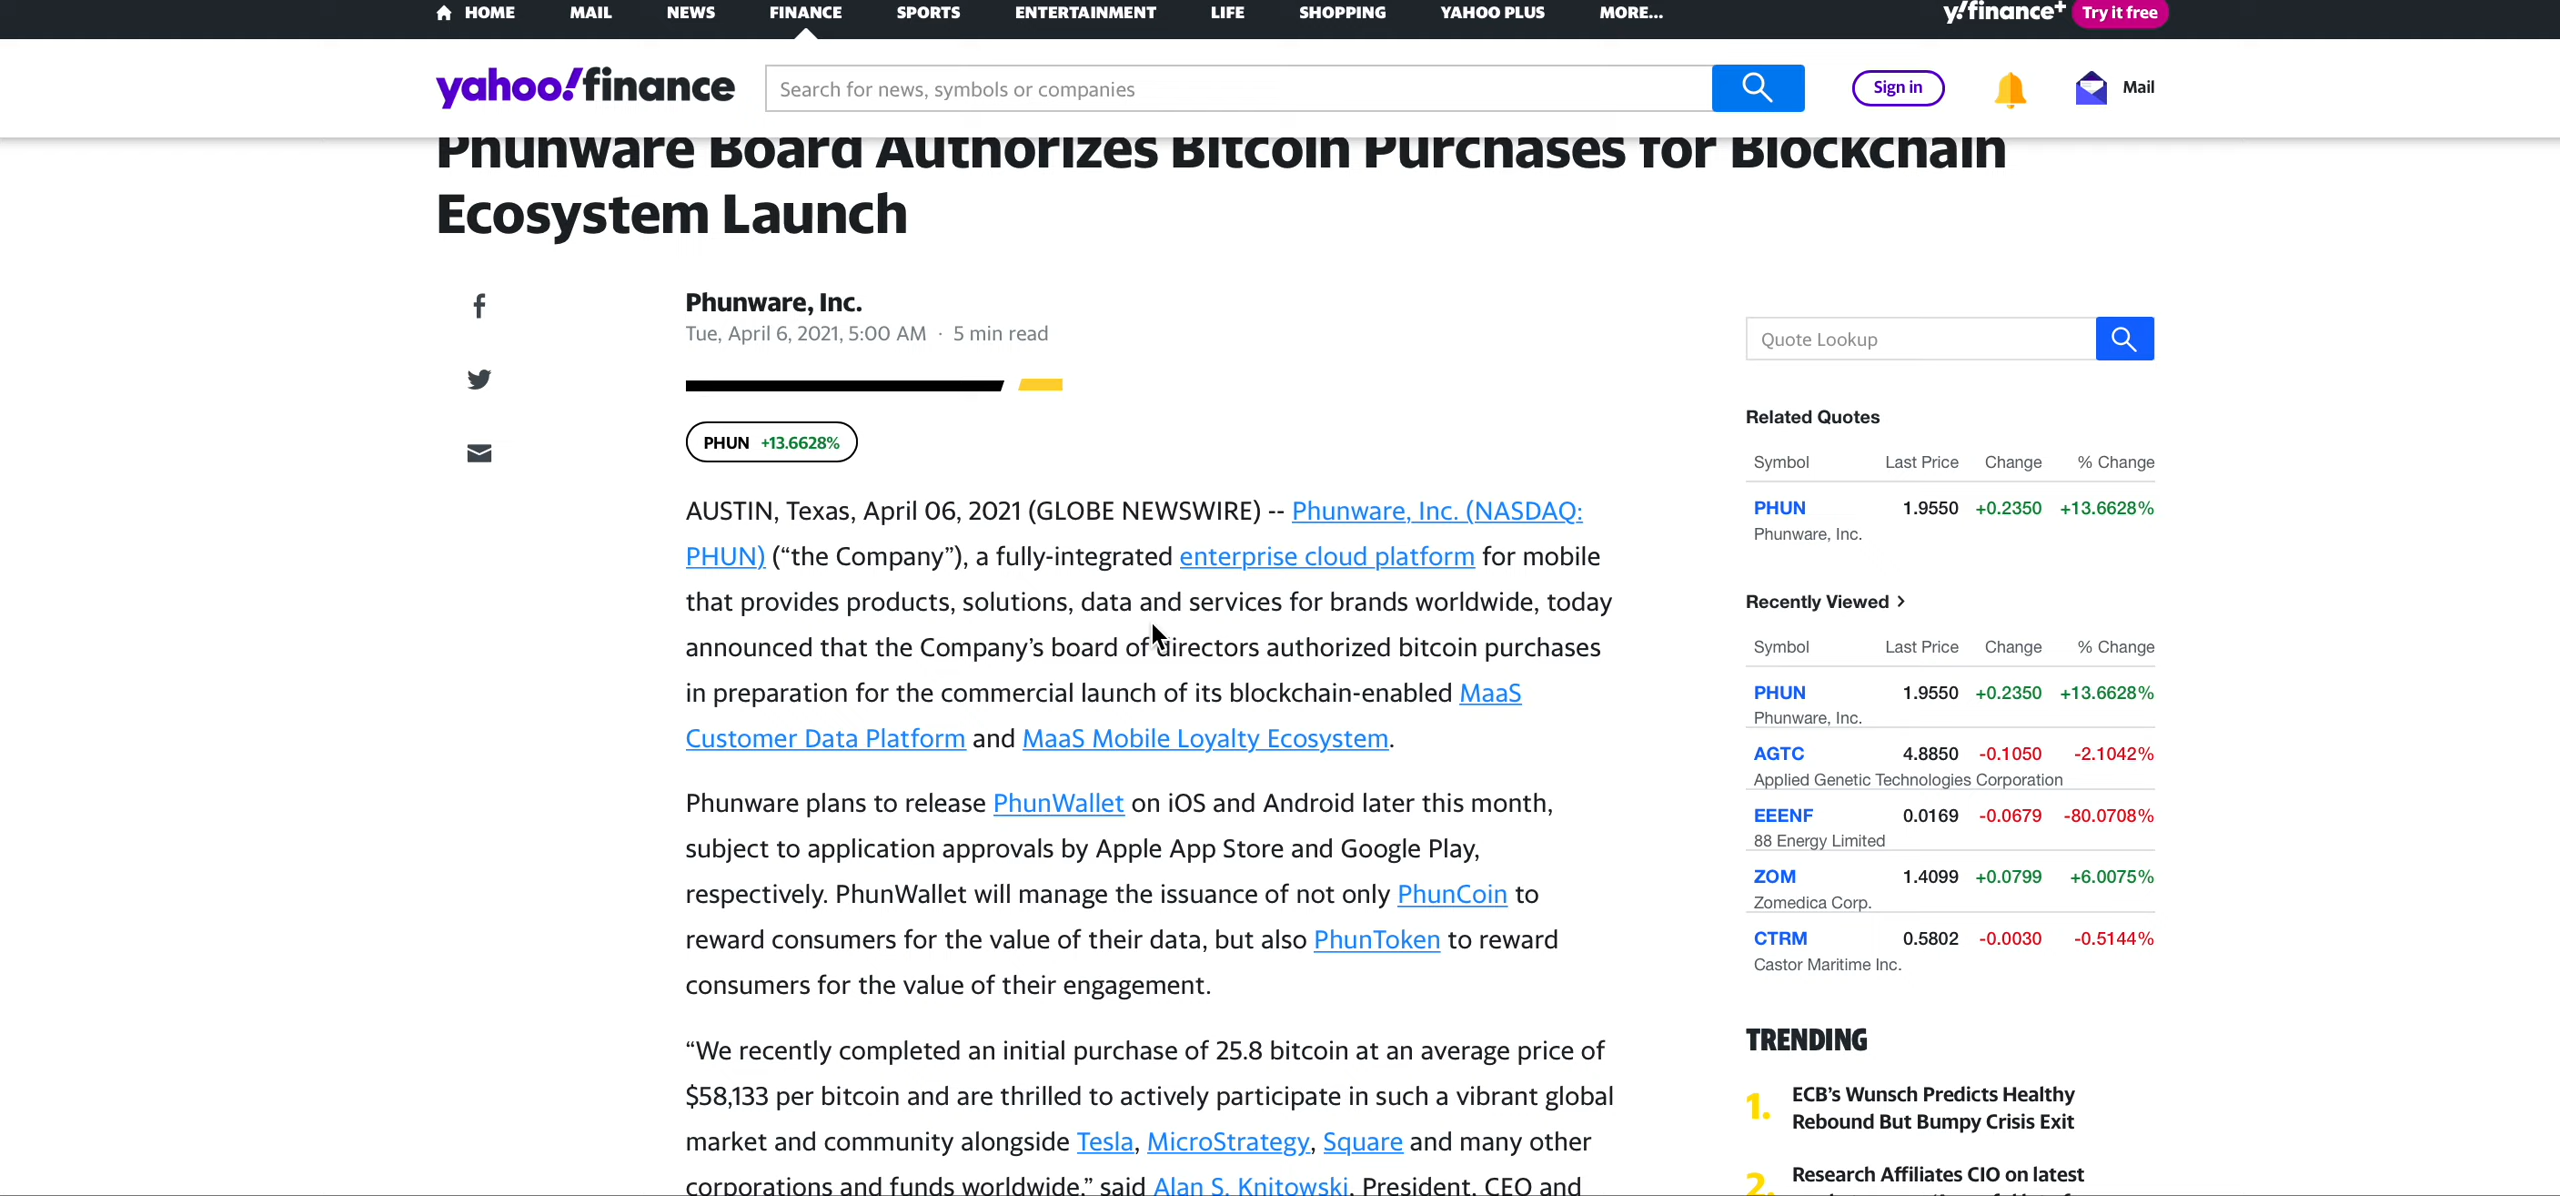 HOME MAIL NEWS FINANCE SPORTS ENTERTAINMENT LIFE SHOPPING YAHOO PLUS MORE... y!finance+ Try it free
yahoo!finance Search for news, symbols or companies Sign in Mail
Phunware Board Authorizes Bitcoin Purchases for Blockchain
Ecosystem Launch
Phunware, Inc.
Tue, April 6, 2021, 5:00 AM · 5 min read
PHUN +13.6628%
AUSTIN, Texas, April 06, 2021 (GLOBE NEWSWIRE) -- Phunware, Inc. (NASDAQ:
PHUN) (“the Company”), a fully-integrated enterprise cloud platform for mobile
that provides products, solutions, data and services for brands worldwide, today
announced that the Company’s board of directors authorized bitcoin purchases
in preparation for the commercial launch of its blockchain-enabled MaaS
Customer Data Platform and MaaS Mobile Loyalty Ecosystem.
Phunware plans to release PhunWallet on iOS and Android later this month,
subject to application approvals by Apple App Store and Google Play,
respectively. PhunWallet will manage the issuance of not only PhunCoin to
reward consumers for the value of their data, but also PhunToken to reward
consumers for the value of their engagement.
“We recently completed an initial purchase of 25.8 bitcoin at an average price of
$58,133 per bitcoin and are thrilled to actively participate in such a vibrant global
market and community alongside Tesla, MicroStrategy, Square and many other
corporations and funds worldwide,” said Alan S. Knitowski, President, CEO and
Quote Lookup
Related Quotes
Symbol Last Price Change % Change
PHUN 1.9550 +0.2350 +13.6628%
Phunware, Inc.
Recently Viewed >
Symbol Last Price Change % Change
PHUN 1.9550 +0.2350 +13.6628%
Phunware, Inc.
AGTC 4.8850 -0.1050 -2.1042%
Applied Genetic Technologies Corporation
EEENF 0.0169 -0.0679 -80.0708%
88 Energy Limited
ZOM 1.4099 +0.0799 +6.0075%
Zomedica Corp.
CTRM 0.5802 -0.0030 -0.5144%
Castor Maritime Inc.
TRENDING
1. ECB’s Wunsch Predicts Healthy
Rebound But Bumpy Crisis Exit
2. Research Affiliates CIO on latest